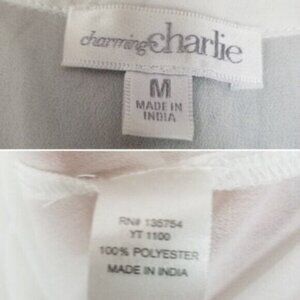 charming charlie
M
MADE IN
INDIA
RN# 135754
YT 1100
100% POLYESTER
MADE IN INDIA